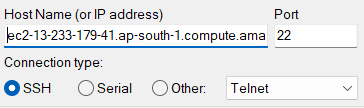 Host Name (or IP address) Port
ec2-13-233-179-41.ap-south-1.compute.ama 22
Connection type:
SSH Serial Other: Telnet